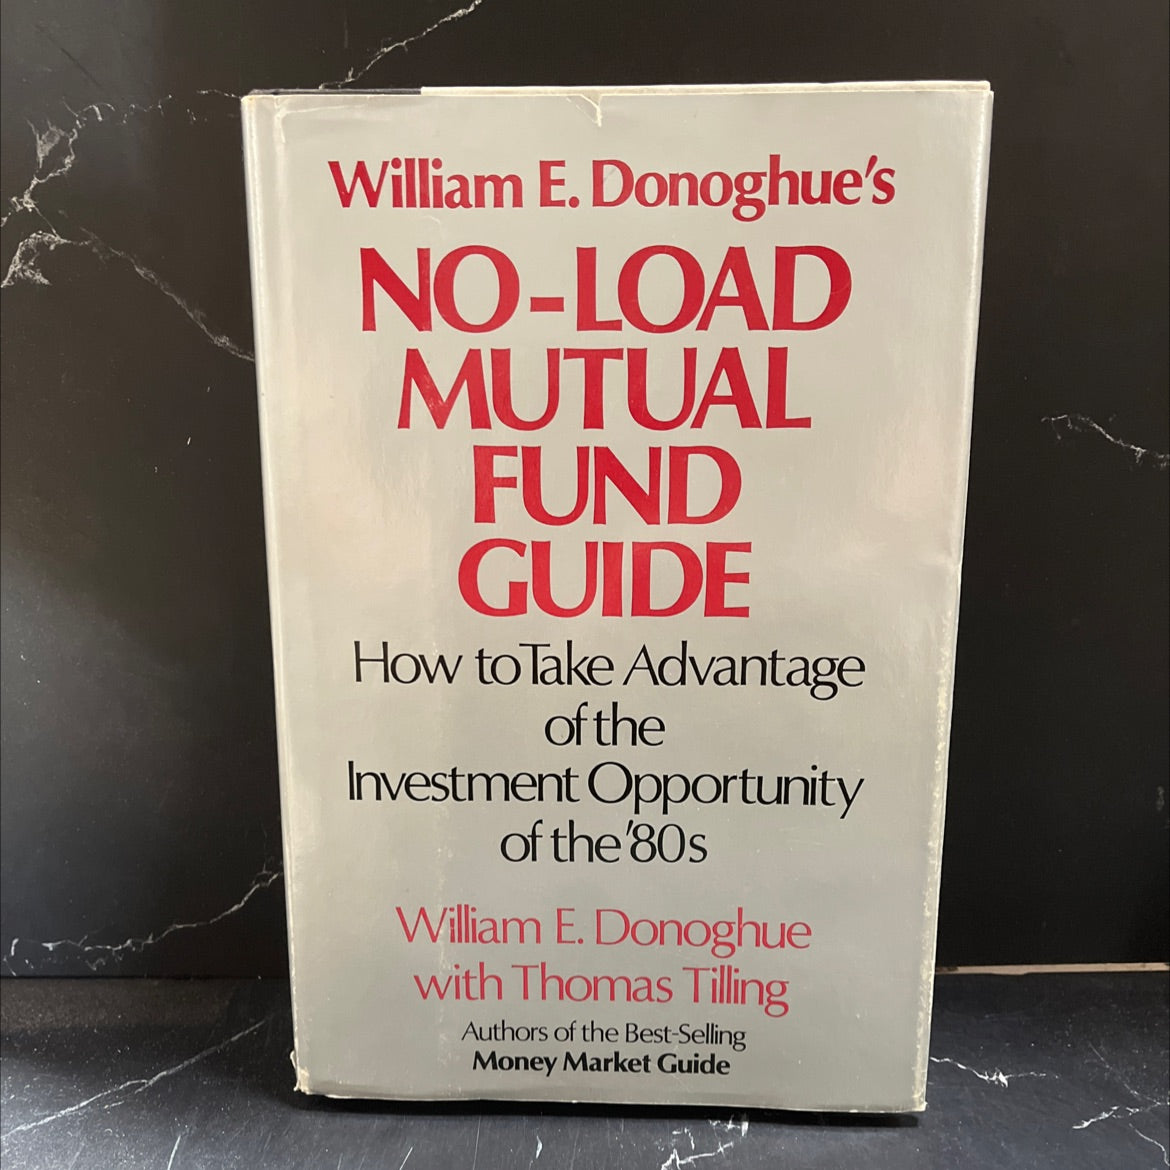 William E. Donoghue's
NO-LOAD
MUTUAL
FUND
GUIDE
How to Take Advantage
of the
Investment Opportunity
of the '80s
William E. Donoghue
with Thomas Tilling
Authors of the Best-Selling
Money Market Guide